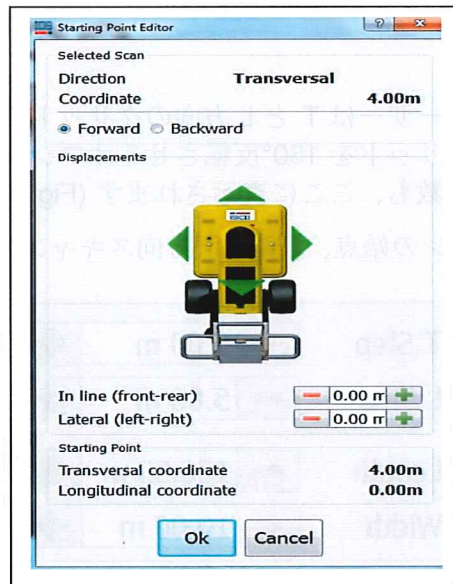 IDS Starting Point Editor
Selected Scan
Direction Transversal
Coordinate 4.00m
Forward Backward
Displacements
In line (front-rear) 0.00 m
Lateral (left-right) 0.00 m
Starting Point
Transversal coordinate 4.00m
Longitudinal coordinate 0.00m
Ok Cancel